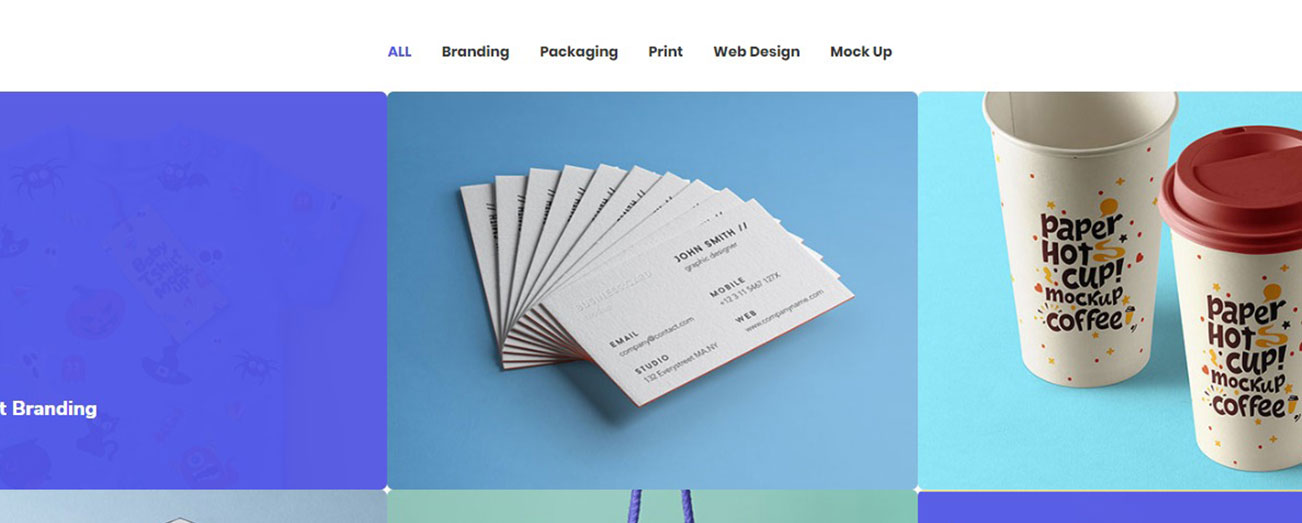 ALL Branding Packaging Print Web Design Mock Up
t Branding
JOHN SMITH //
graphic designer
MOBILE
+12 3 11 5467 127X
EMAIL
company@contact.com
WEB
www.companyname.com
STUDIO
132 Everystreet MA,NY
paper
HOT
CUP!
mockup
coffee
paper
HOT
CUP!
mockup
coffee